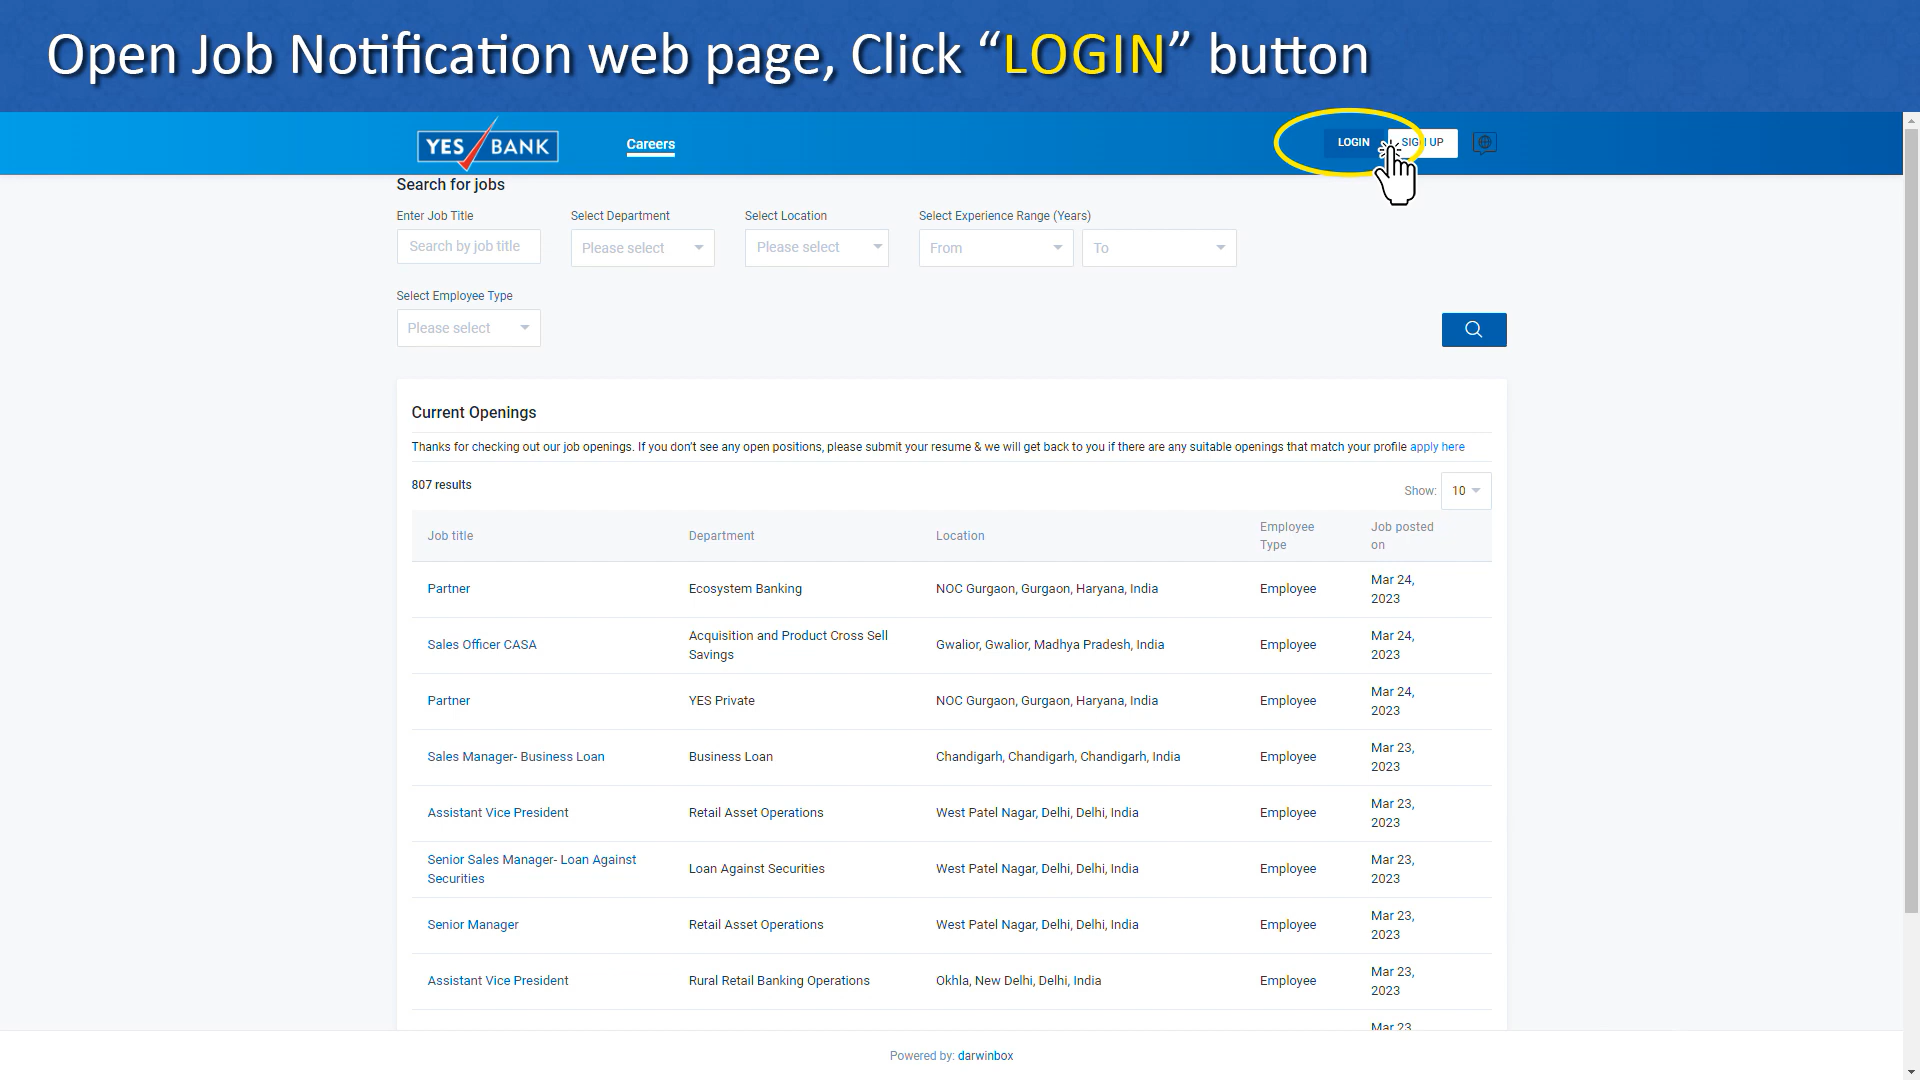 Open Job Notification web page, Click “LOGIN” button
YES BANK
Careers
LOGIN
SIGN UP
Search for jobs
Enter Job Title
Select Department
Select Location
Select Experience Range (Years)
Search by job title
Please select
Please select
From
To
Select Employee Type
Please select
Current Openings
Thanks for checking out our job openings. If you don't see any open positions, please submit your resume & we will get back to you if there are any suitable openings that match your profile apply here
807 results
Show: 10
Job title
Department
Location
Employee
Type
Job posted
on
Partner
Ecosystem Banking
NOC Gurgaon, Gurgaon, Haryana, India
Employee
Mar 24,
2023
Sales Officer CASA
Acquisition and Product Cross Sell
Savings
Gwalior, Gwalior, Madhya Pradesh, India
Employee
Mar 24,
2023
Partner
YES Private
NOC Gurgaon, Gurgaon, Haryana, India
Employee
Mar 24,
2023
Sales Manager- Business Loan
Business Loan
Chandigarh, Chandigarh, Chandigarh, India
Employee
Mar 23,
2023
Assistant Vice President
Retail Asset Operations
West Patel Nagar, Delhi, Delhi, India
Employee
Mar 23,
2023
Senior Sales Manager- Loan Against
Securities
Loan Against Securities
West Patel Nagar, Delhi, Delhi, India
Employee
Mar 23,
2023
Senior Manager
Retail Asset Operations
West Patel Nagar, Delhi, Delhi, India
Employee
Mar 23,
2023
Assistant Vice President
Rural Retail Banking Operations
Okhla, New Delhi, Delhi, India
Employee
Mar 23,
2023
Mar 23
Powered by: darwinbox